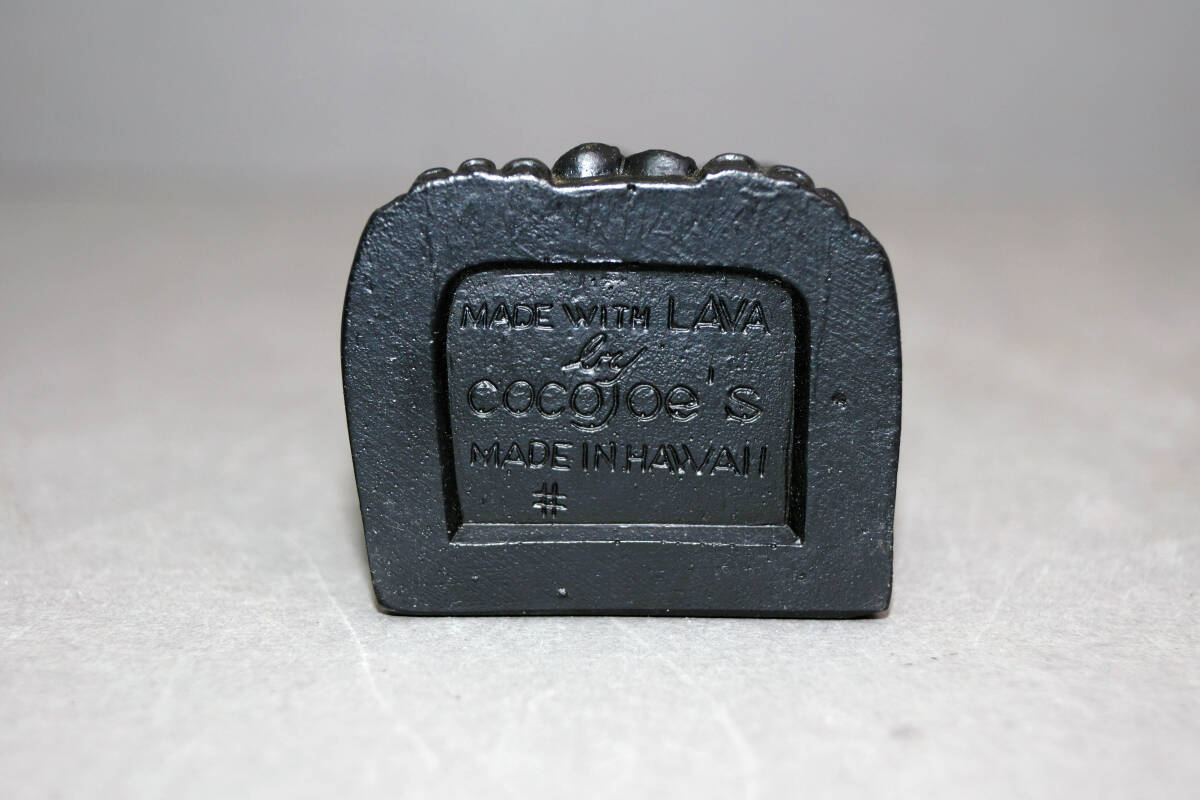 MADE WITH LAVA
by
cocojoe's
MADE IN HAWAII
#